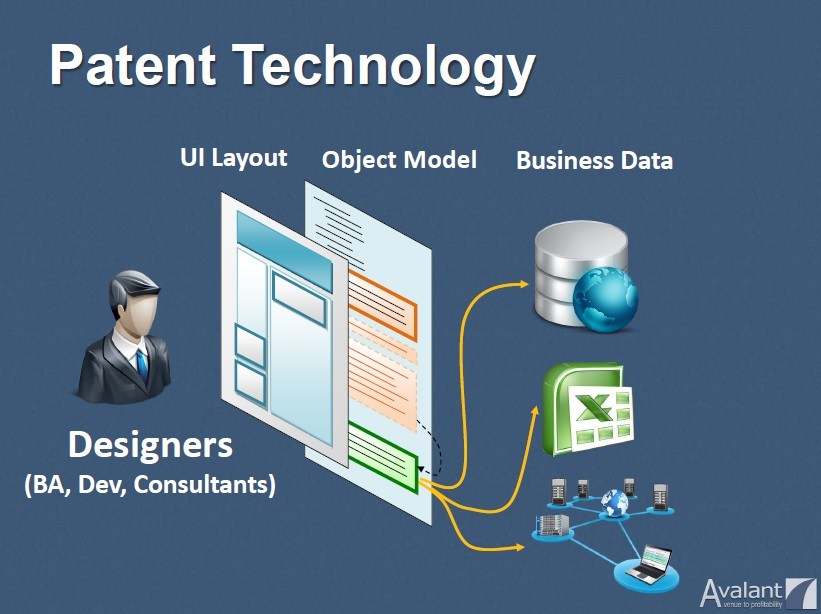 Patent Technology
UI Layout
Object Model
Business Data
Designers
(BA, Dev, Consultants)
Avalant
venue to profitability